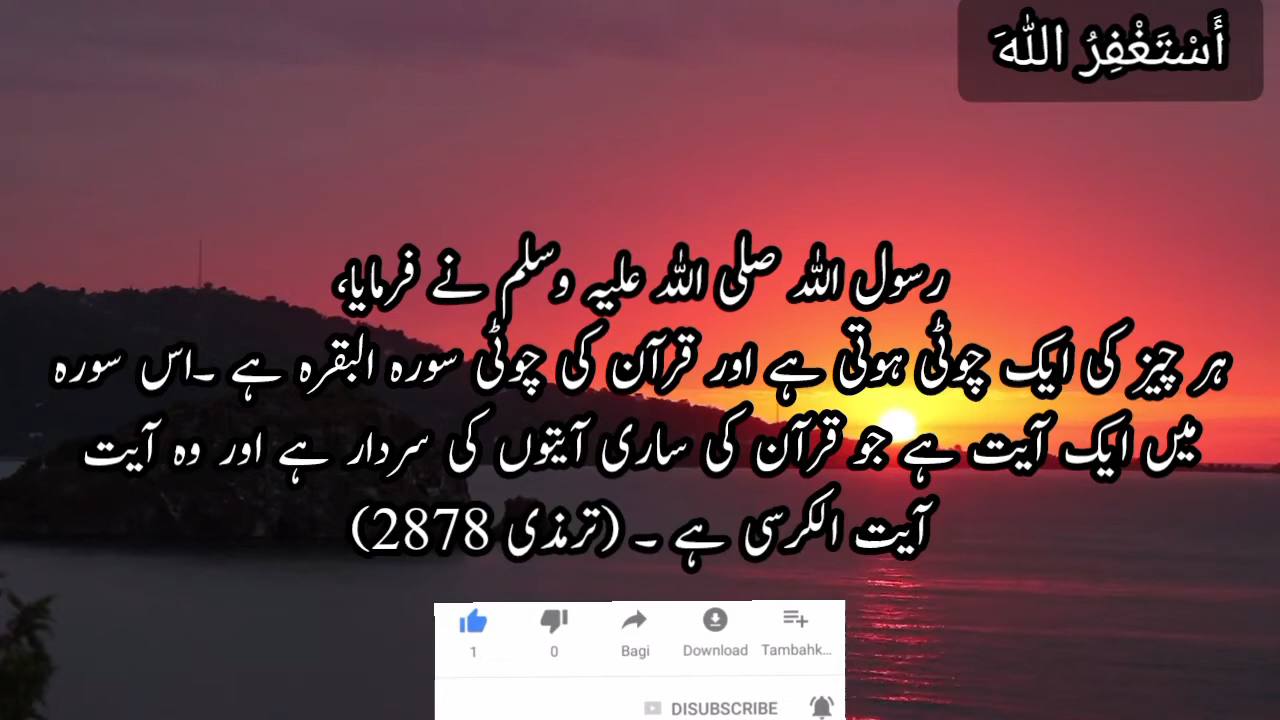 أَسْتَغْفِرُ اللّٰهَ
رسول اللہ صلی اللہ علیہ وسلم نے فرمایا،
ہر چیز کی ایک چوٹی ہوتی ہے اور قرآن کی چوٹی سورہ البقرہ ہے ۔اس سورہ
میں ایک آیت ہے جو قرآن کی ساری آیتوں کی سردار ہے اور وہ آیت
آیت الکرسی ہے ۔ (ترمذی 2878)
1 0 Bagi Download Tambahk...
DISUBSCRIBE